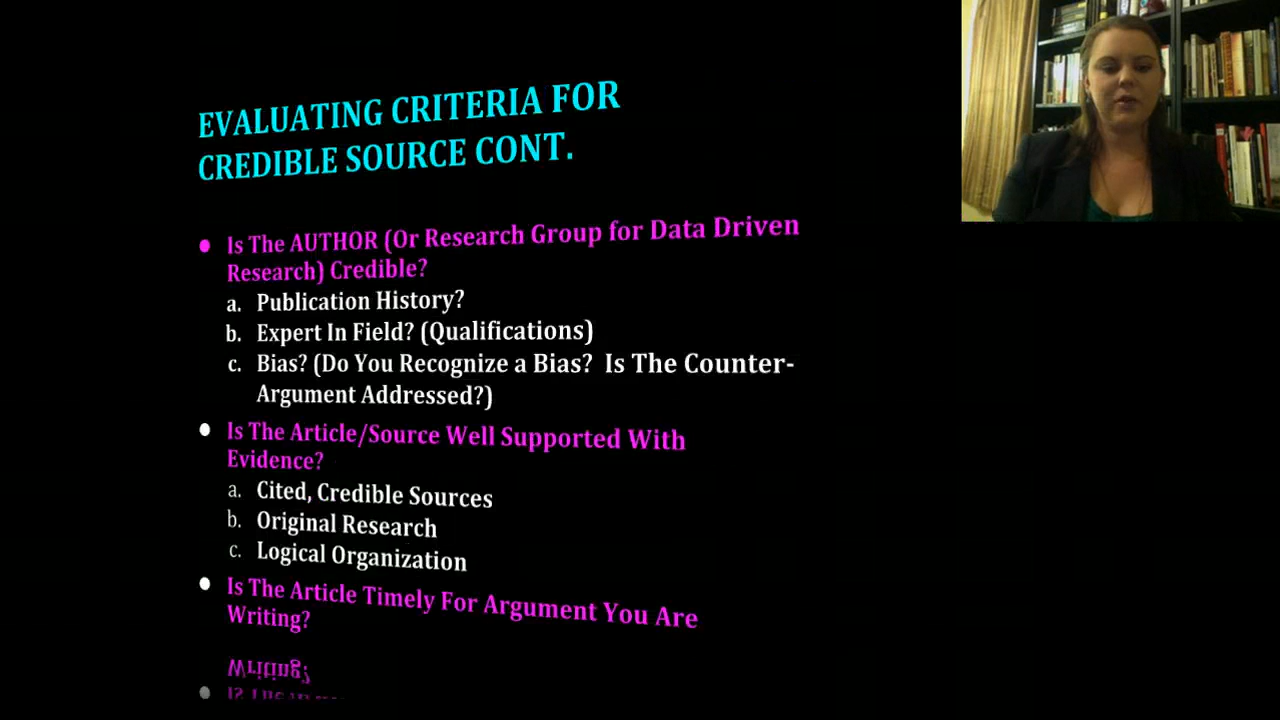 EVALUATING CRITERIA FOR
CREDIBLE SOURCE CONT.
• Is The AUTHOR (Or Research Group for Data Driven
Research) Credible?
a. Publication History?
b. Expert In Field? (Qualifications)
c. Bias? (Do You Recognize a Bias? Is The Counter-
Argument Addressed?)
• Is The Article/Source Well Supported With
Evidence?
a. Cited, Credible Sources
b. Original Research
c. Logical Organization
• Is The Article Timely For Argument You Are
Writing?